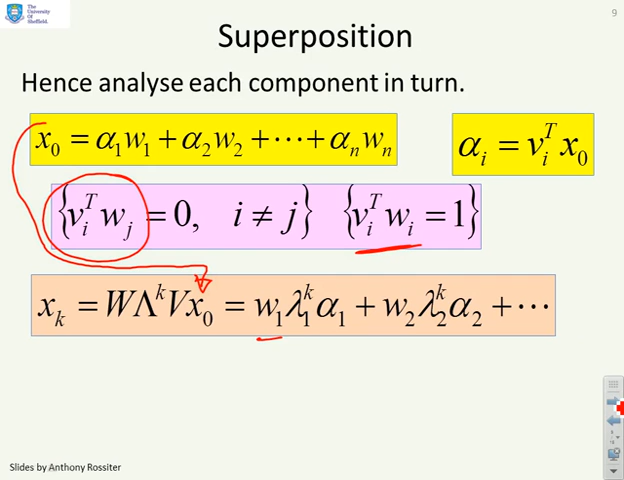 The
University
Of
Sheffield.
9
Superposition
Hence analyse each component in turn.
x₀ = α₁w₁ + α₂w₂ + ⋯ + αₙwₙ
αᵢ = vᵢᵀx₀
{vᵢᵀwⱼ = 0, i ≠ j} {vᵢᵀwᵢ = 1}
xₖ = WΛᵏVx₀ = w₁λ₁ᵏα₁ + w₂λ₂ᵏα₂ + ⋯
Slides by Anthony Rossiter